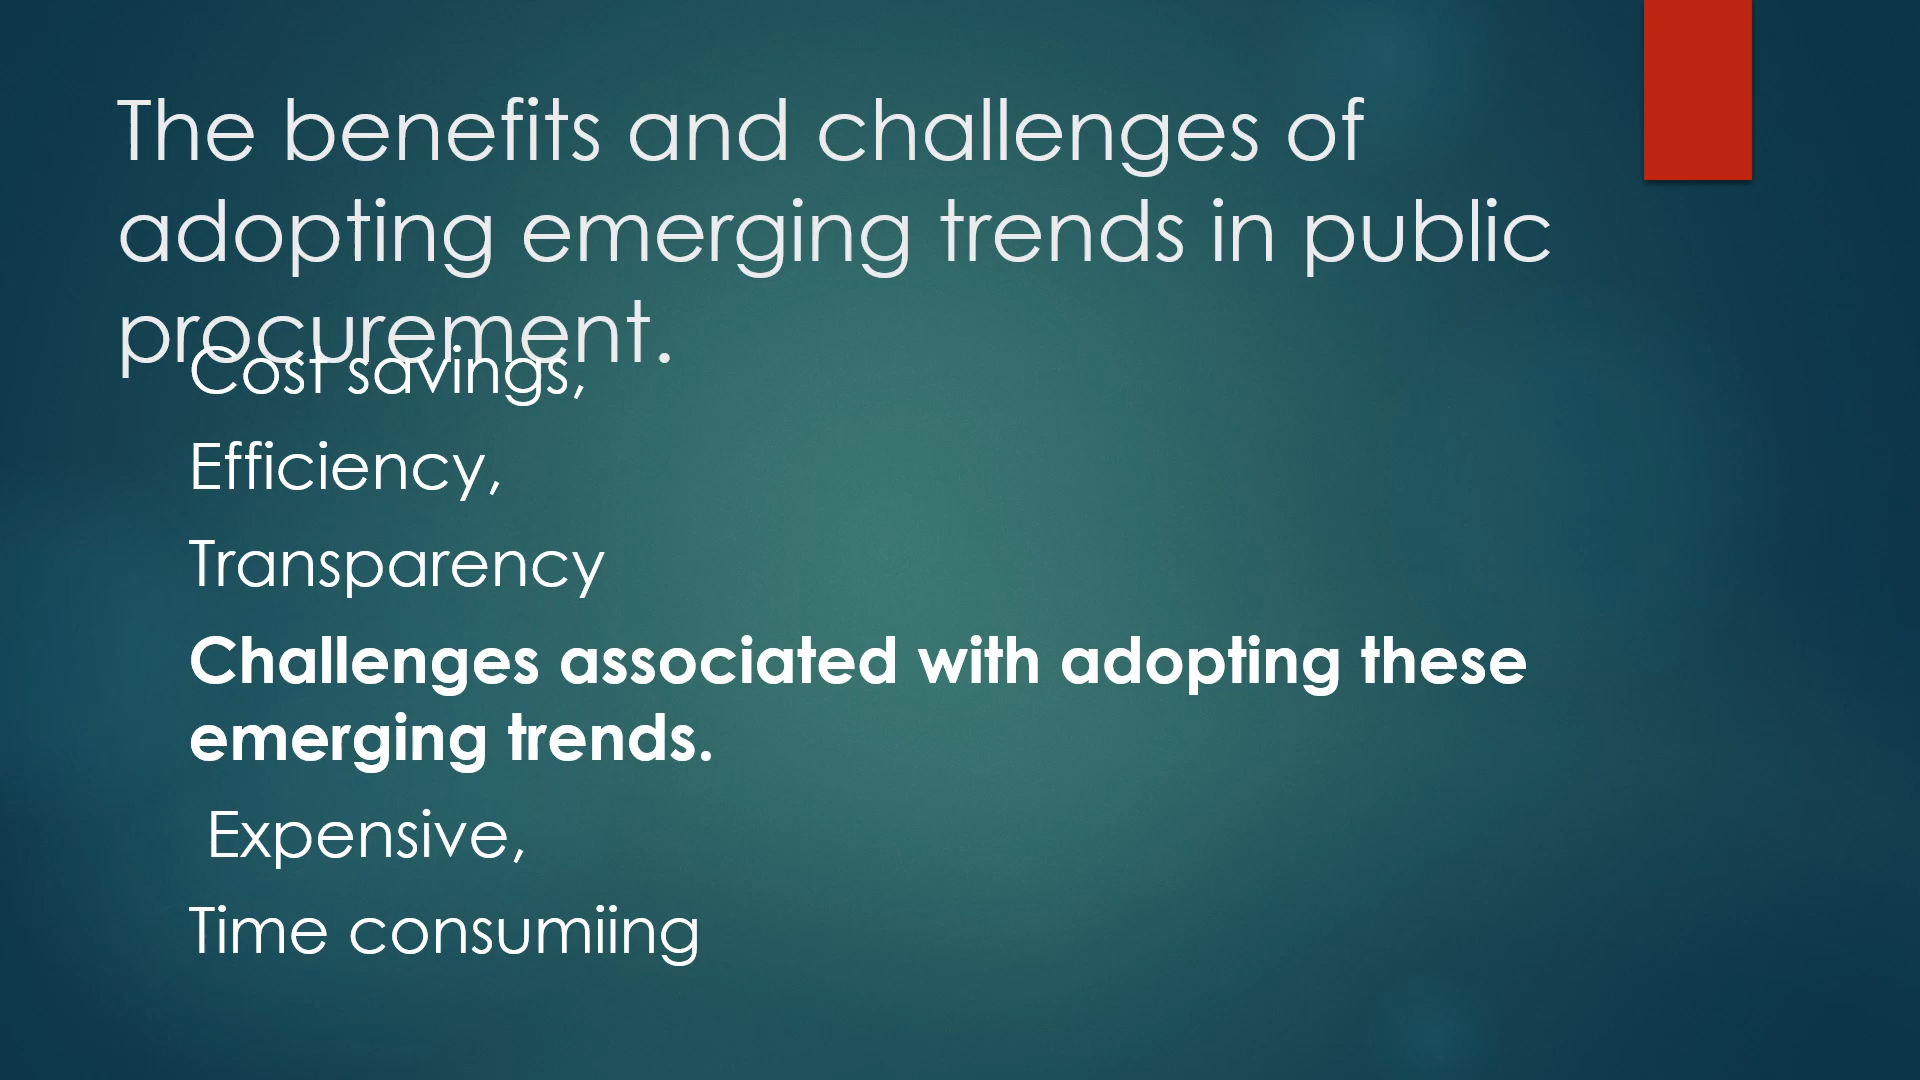 The benefits and challenges of
adopting emerging trends in public
procurement.
Cost savings,
Efficiency,
Transparency
Challenges associated with adopting these
emerging trends.
Expensive,
Time consumiing